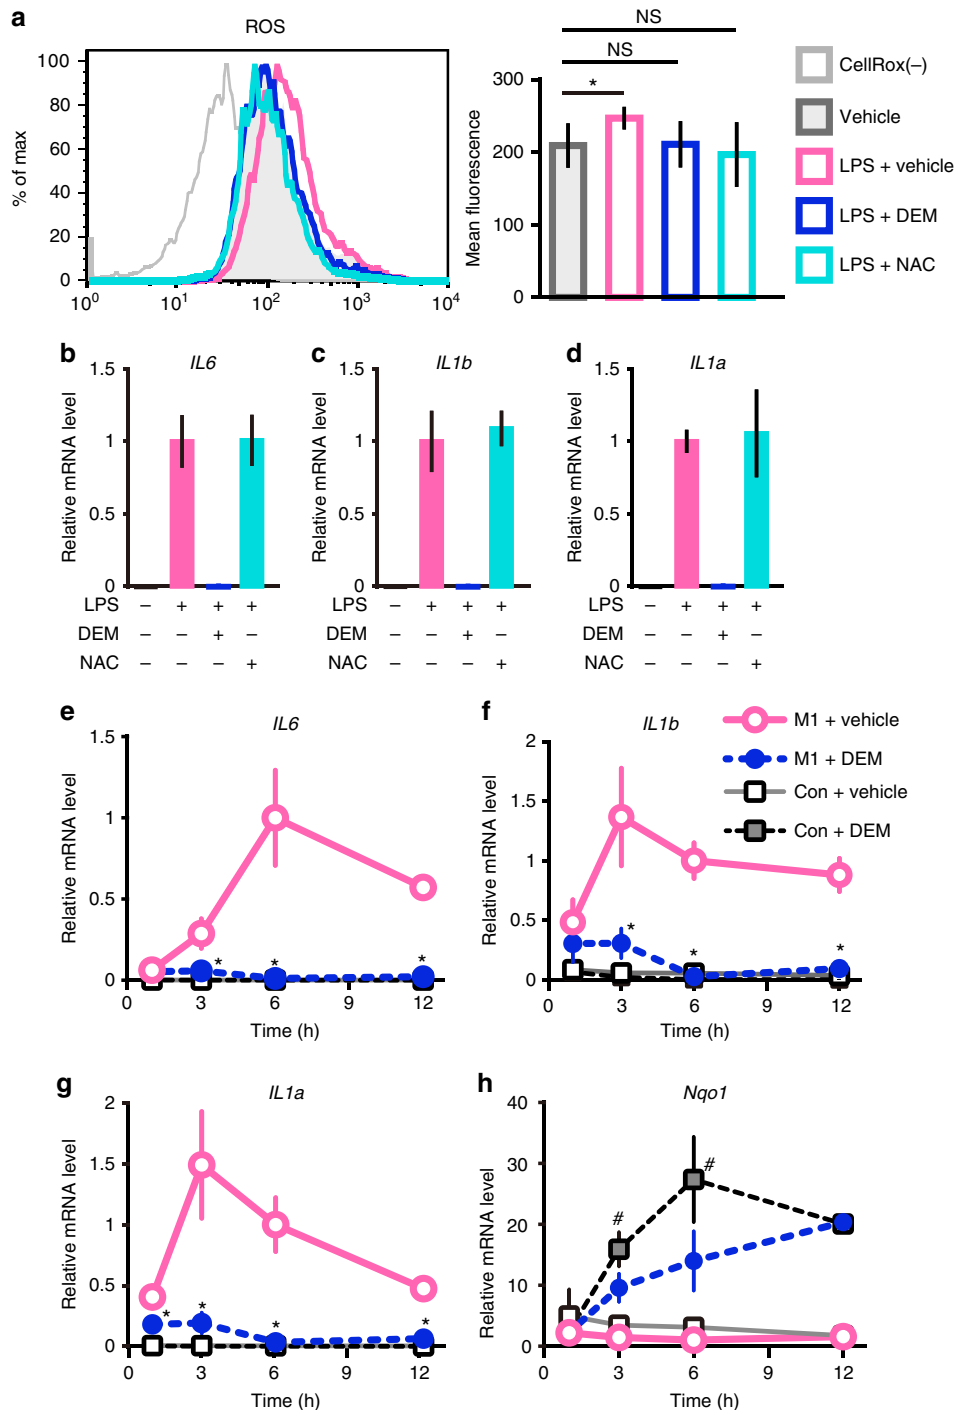 a
ROS
% of max
100
80
60
40
20
0
10^0
10^1
10^2
10^3
10^4
NS
NS
*
Mean fluorescence
300
200
100
0
CellRox(–)
Vehicle
LPS + vehicle
LPS + DEM
LPS + NAC
b
IL6
Relative mRNA level
1.5
1
0.5
0
LPS – + + +
DEM – – + –
NAC – – – +
c
IL1b
Relative mRNA level
1.5
1
0.5
0
LPS – + + +
DEM – – + –
NAC – – – +
d
IL1a
Relative mRNA level
1.5
1
0.5
0
LPS – + + +
DEM – – + –
NAC – – – +
e
IL6
Relative mRNA level
1.5
1
0.5
0
* * *
0 3 6 9 12
Time (h)
f
IL1b
Relative mRNA level
2
1.5
1
0.5
0
* * *
0 3 6 9 12
Time (h)
M1 + vehicle
M1 + DEM
Con + vehicle
Con + DEM
g
IL1a
Relative mRNA level
2
1.5
1
0.5
0
* * * *
0 3 6 9 12
Time (h)
h
Nqo1
Relative mRNA level
40
30
20
10
0
# #
0 3 6 9 12
Time (h)